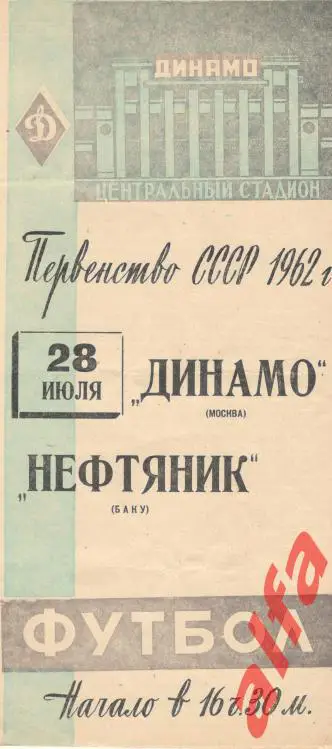 ДИНАМО
Д
ЦЕНТРАЛЬНЫЙ СТАДИОН
Первенство СССР 1962 г
28
ИЮЛЯ
„ДИНАМО“
(МОСКВА)
„НЕФТЯНИК“
(БАКУ)
ФУТБОЛ
Начало в 16 ч. 30 м.
alfa